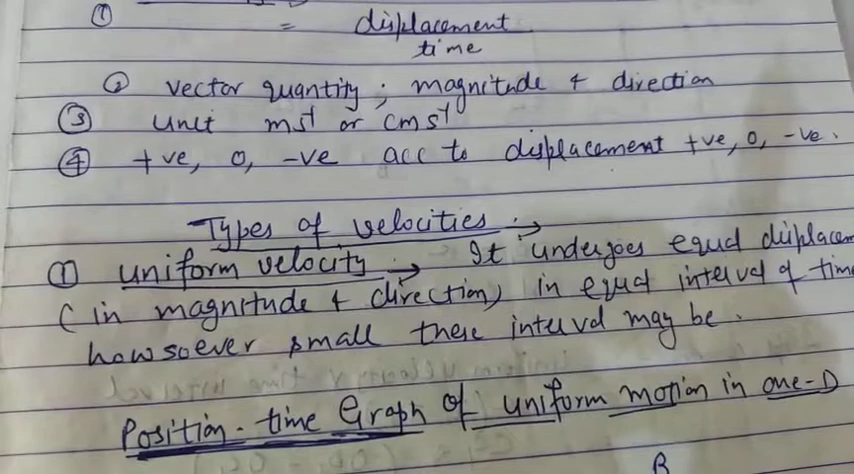 ① = displacement
time
② vector quantity ; magnitude & direction
③ unit ms⁻¹ or cms⁻¹
④ +ve, 0, -ve acc to displacement +ve, 0, -ve.
Types of velocities :→
① uniform velocity → It undergoes equal displacem
(in magnitude & direction) in equal interval of time
howsoever small these interval may be.
Position-time Graph of uniform motion in one-D
B